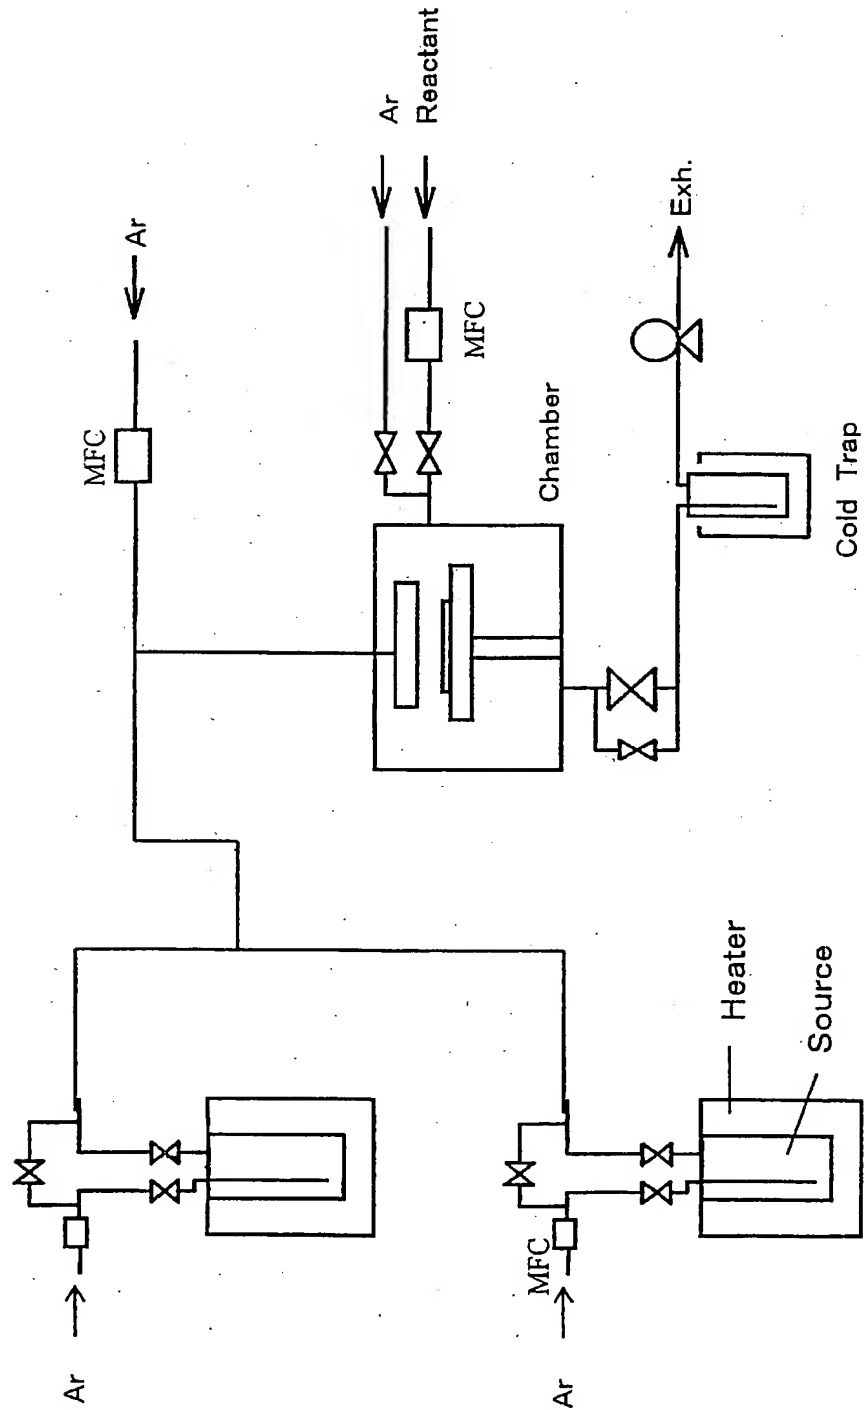 Ar
MFC
Ar
Reactant
MFC
Chamber
Exh.
Cold Trap
Ar
Ar
MFC
Heater
Source